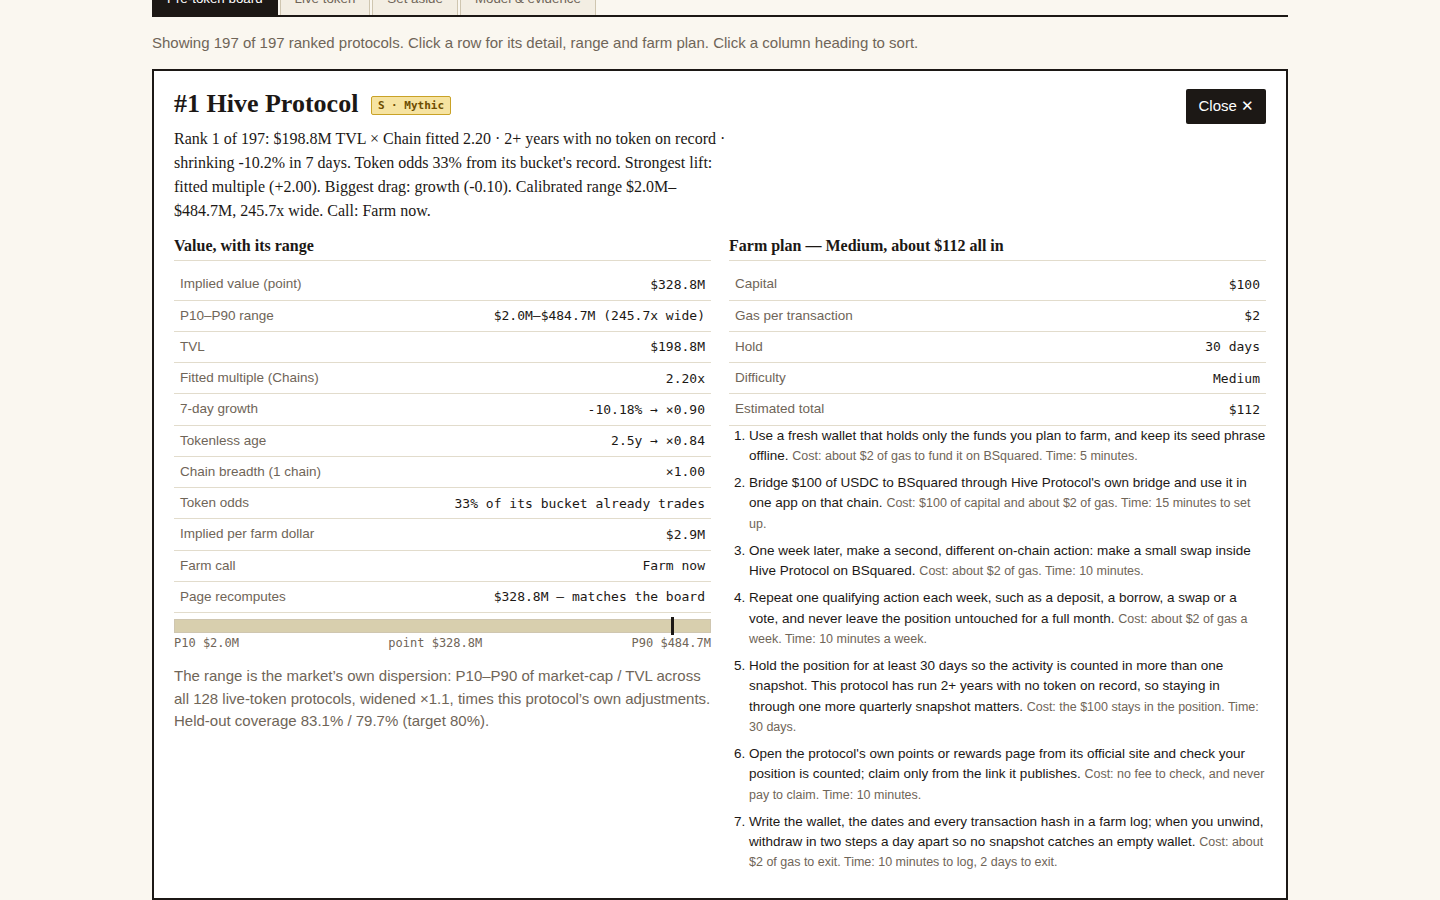 Showing 197 of 197 ranked protocols. Click a row for its detail, range and farm plan. Click a column heading to sort.
#1 Hive Protocol
S · Mythic
Close ✕
Rank 1 of 197: $198.8M TVL × Chain fitted 2.20 · 2+ years with no token on record ·
shrinking -10.2% in 7 days. Token odds 33% from its bucket's record. Strongest lift:
fitted multiple (+2.00). Biggest drag: growth (-0.10). Calibrated range $2.0M–
$484.7M, 245.7x wide. Call: Farm now.
Value, with its range
Implied value (point) $328.8M
P10–P90 range $2.0M–$484.7M (245.7x wide)
TVL $198.8M
Fitted multiple (Chains) 2.20x
7-day growth -10.18% → ×0.90
Tokenless age 2.5y → ×0.84
Chain breadth (1 chain) ×1.00
Token odds 33% of its bucket already trades
Implied per farm dollar $2.9M
Farm call Farm now
Page recomputes $328.8M — matches the board
P10 $2.0M point $328.8M P90 $484.7M
The range is the market’s own dispersion: P10–P90 of market-cap / TVL across
all 128 live-token protocols, widened ×1.1, times this protocol’s own adjustments.
Held-out coverage 83.1% / 79.7% (target 80%).
Farm plan — Medium, about $112 all in
Capital $100
Gas per transaction $2
Hold 30 days
Difficulty Medium
Estimated total $112
1. Use a fresh wallet that holds only the funds you plan to farm, and keep its seed phrase
offline. Cost: about $2 of gas to fund it on BSquared. Time: 5 minutes.
2. Bridge $100 of USDC to BSquared through Hive Protocol's own bridge and use it in
one app on that chain. Cost: $100 of capital and about $2 of gas. Time: 15 minutes to set
up.
3. One week later, make a second, different on-chain action: make a small swap inside
Hive Protocol on BSquared. Cost: about $2 of gas. Time: 10 minutes.
4. Repeat one qualifying action each week, such as a deposit, a borrow, a swap or a
vote, and never leave the position untouched for a full month. Cost: about $2 of gas a
week. Time: 10 minutes a week.
5. Hold the position for at least 30 days so the activity is counted in more than one
snapshot. This protocol has run 2+ years with no token on record, so staying in
through one more quarterly snapshot matters. Cost: the $100 stays in the position. Time:
30 days.
6. Open the protocol's own points or rewards page from its official site and check your
position is counted; claim only from the link it publishes. Cost: no fee to check, and never
pay to claim. Time: 10 minutes.
7. Write the wallet, the dates and every transaction hash in a farm log; when you unwind,
withdraw in two steps a day apart so no snapshot catches an empty wallet. Cost: about
$2 of gas to exit. Time: 10 minutes to log, 2 days to exit.